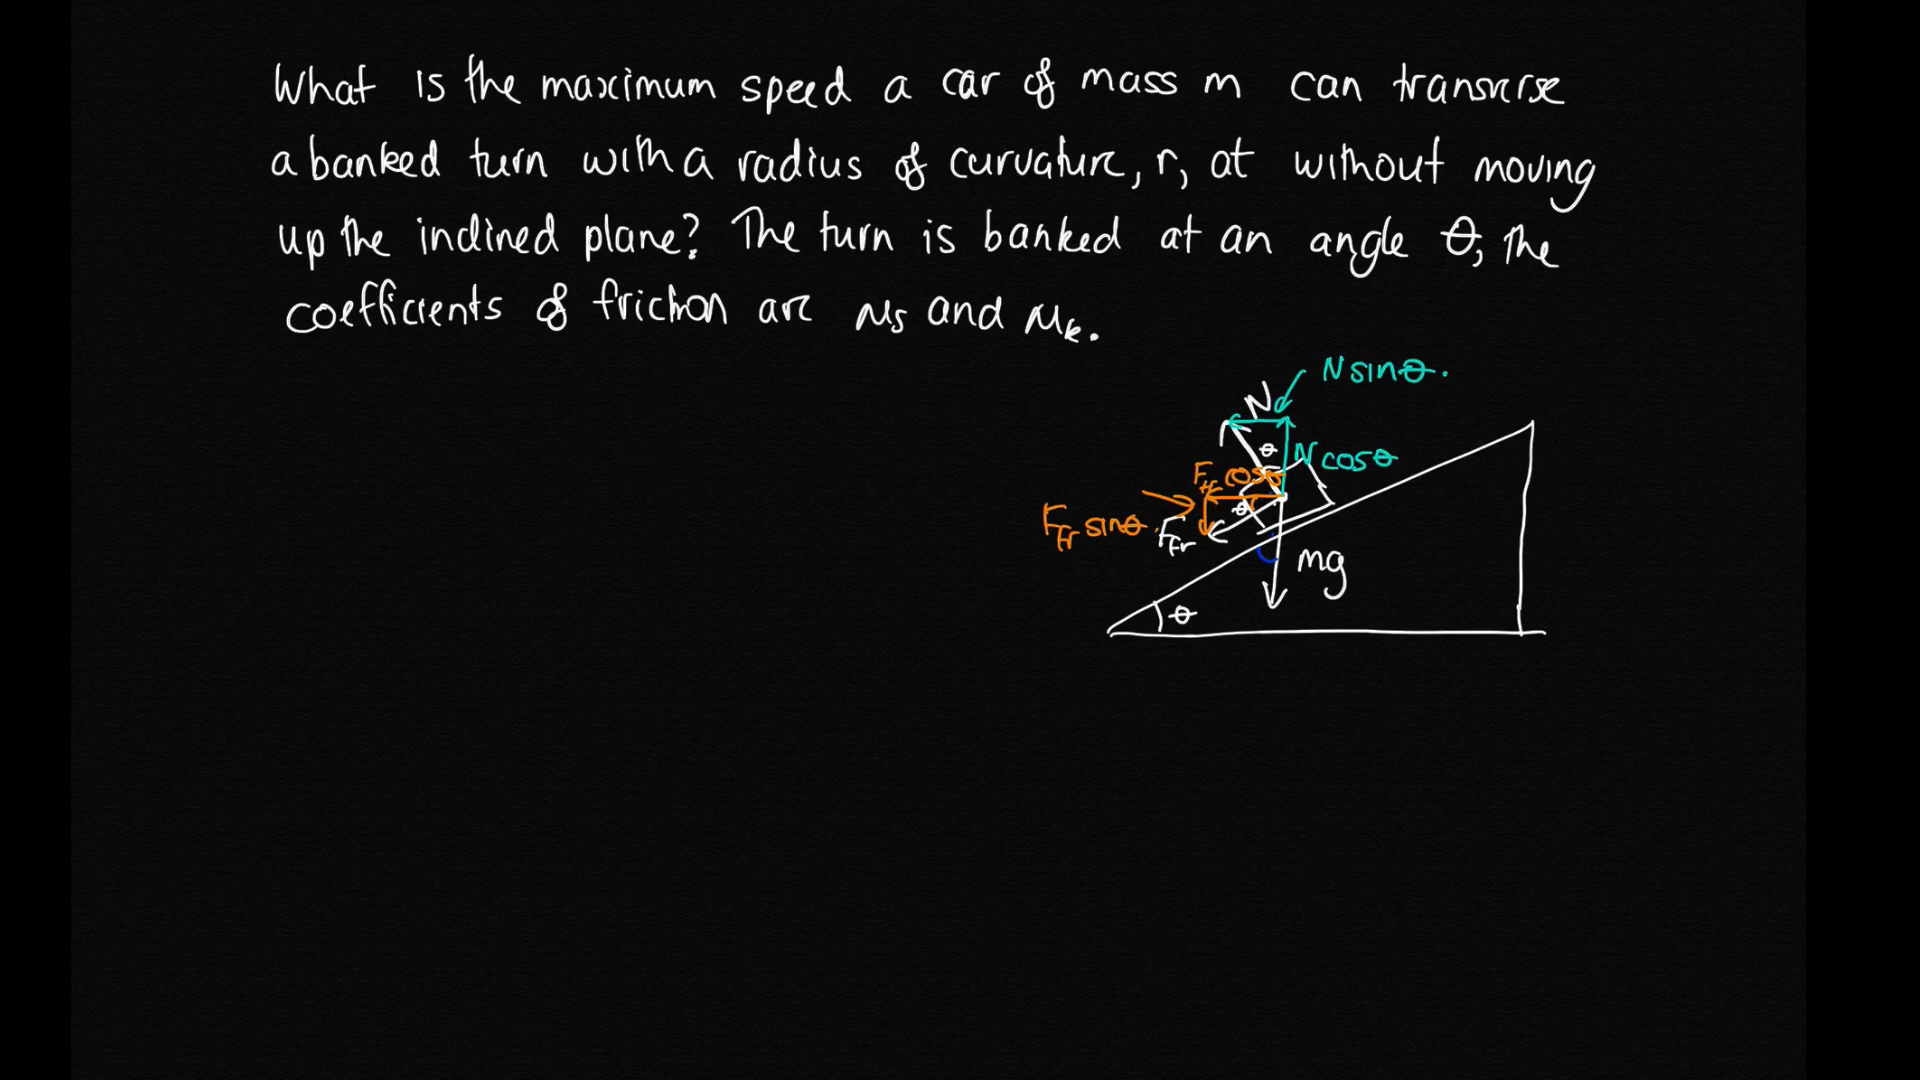 What is the maximum speed a car of mass m can transverse
a banked turn with a radius of curvature, r, at without moving
up the inclined plane? The turn is banked at an angle θ, the
coefficients of friction are μs and μk.
N sinθ.
N
θ
N cosθ
Ffr cosθ
θ
Ffr sinθ.
Ffr
mg
θ